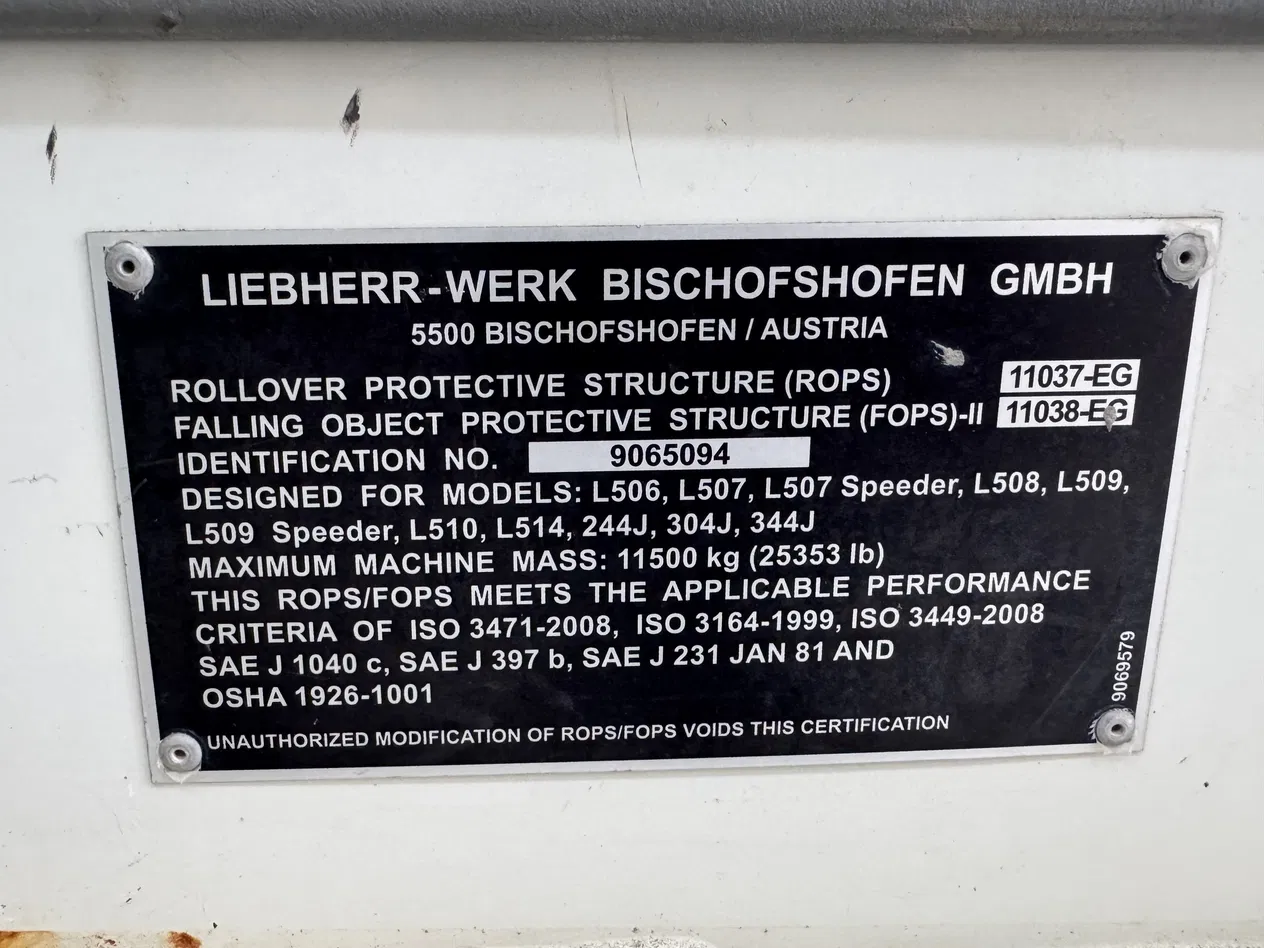 LIEBHERR-WERK BISCHOFSHOFEN GMBH
5500 BISCHOFSHOFEN / AUSTRIA
ROLLOVER PROTECTIVE STRUCTURE (ROPS) 11037-EG
FALLING OBJECT PROTECTIVE STRUCTURE (FOPS)-II 11038-EG
IDENTIFICATION NO. 9065094
DESIGNED FOR MODELS: L506, L507, L507 Speeder, L508, L509,
L509 Speeder, L510, L514, 244J, 304J, 344J
MAXIMUM MACHINE MASS: 11500 kg (25353 lb)
THIS ROPS/FOPS MEETS THE APPLICABLE PERFORMANCE
CRITERIA OF ISO 3471-2008, ISO 3164-1999, ISO 3449-2008
SAE J 1040 c, SAE J 397 b, SAE J 231 JAN 81 AND
OSHA 1926-1001
UNAUTHORIZED MODIFICATION OF ROPS/FOPS VOIDS THIS CERTIFICATION
9069579